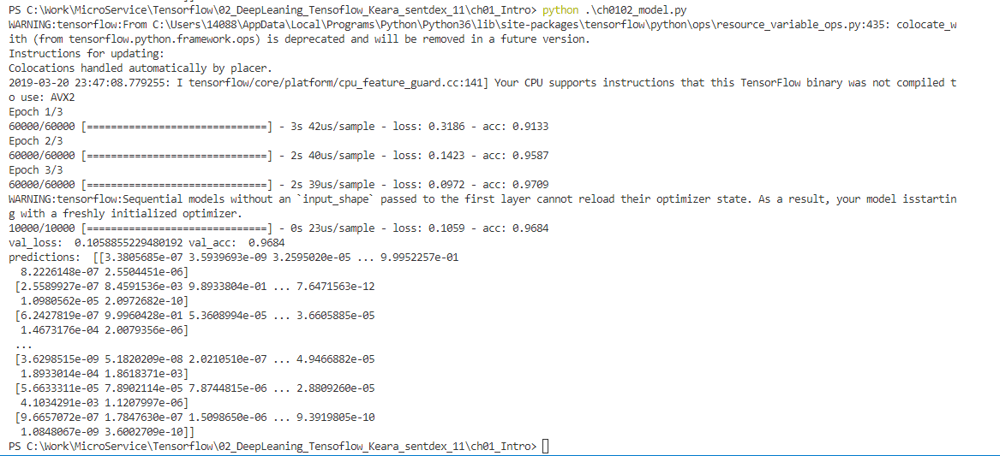 PS C:\Work\MicroService\Tensorflow\02_DeepLeaning_Tensoflow_Keara_sentdex_11\ch01_Intro> python .\ch0102_model.py
WARNING:tensorflow:From C:\Users\14088\AppData\Local\Programs\Python\Python36\lib\site-packages\tensorflow\python\ops\resource_variable_ops.py:435: colocate_w
ith (from tensorflow.python.framework.ops) is deprecated and will be removed in a future version.
Instructions for updating:
Colocations handled automatically by placer.
2019-03-20 23:47:08.779255: I tensorflow/core/platform/cpu_feature_guard.cc:141] Your CPU supports instructions that this TensorFlow binary was not compiled t
o use: AVX2
Epoch 1/3
60000/60000 [==============================] - 3s 42us/sample - loss: 0.3186 - acc: 0.9133
Epoch 2/3
60000/60000 [==============================] - 2s 40us/sample - loss: 0.1423 - acc: 0.9587
Epoch 3/3
60000/60000 [==============================] - 2s 39us/sample - loss: 0.0972 - acc: 0.9709
WARNING:tensorflow:Sequential models without an `input_shape` passed to the first layer cannot reload their optimizer state. As a result, your model isstartin
g with a freshly initialized optimizer.
10000/10000 [==============================] - 0s 23us/sample - loss: 0.1059 - acc: 0.9684
val_loss:  0.1058855229480192 val_acc:  0.9684
predictions:  [[3.3805685e-07 3.5939693e-09 3.2595020e-05 ... 9.9952257e-01
  8.2226148e-07 2.5504451e-06]
 [2.5589927e-07 8.4591536e-03 9.8933804e-01 ... 7.6471563e-12
  1.0980562e-05 2.0972682e-10]
 [6.2427819e-07 9.9960428e-01 5.3608994e-05 ... 3.6605885e-05
  1.4673176e-04 2.0079356e-06]
 ...
 [3.6298515e-09 5.1820209e-08 2.0210510e-07 ... 4.9466882e-05
  1.8933014e-04 1.8618371e-03]
 [5.6633311e-05 7.8902114e-05 7.8744815e-06 ... 2.8809260e-05
  4.1034291e-03 1.1207997e-06]
 [9.6657072e-07 1.7847630e-07 1.5098650e-06 ... 9.3919805e-10
  1.0848067e-09 3.6002709e-10]]
PS C:\Work\MicroService\Tensorflow\02_DeepLeaning_Tensoflow_Keara_sentdex_11\ch01_Intro>